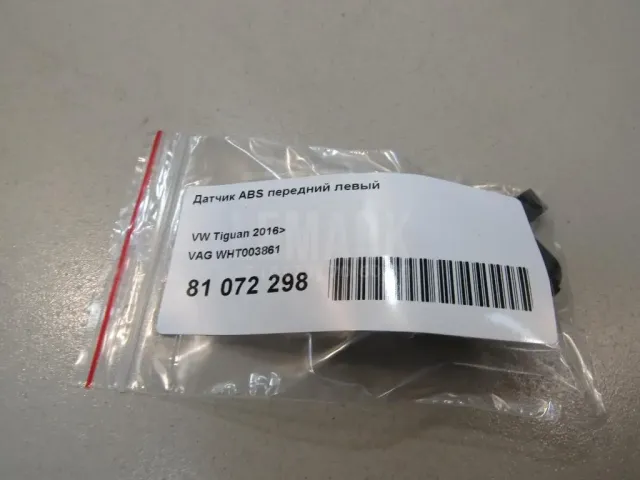 Датчик ABS передний левый
VW Tiguan 2016>
VAG WHT003861
81 072 298